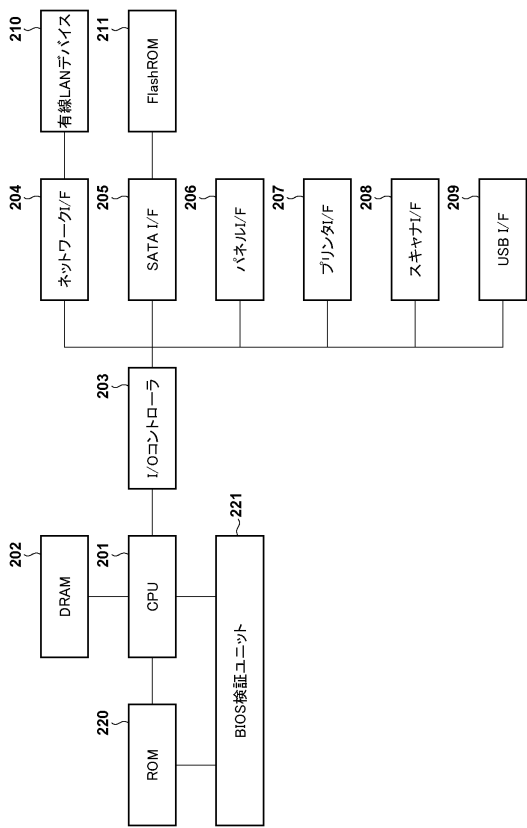 202
DRAM
210
有線LANデバイス
204
ネットワークI/F
220
ROM
201
CPU
203
I/Oコントローラ
205
SATA I/F
211
FlashROM
221
BIOS検証ユニット
206
パネルI/F
207
プリンタI/F
208
スキャナI/F
209
USB I/F